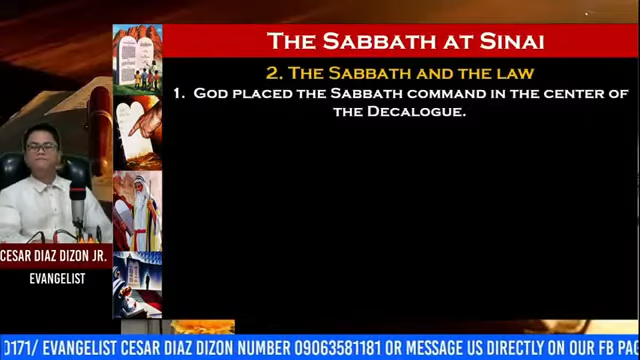 THE SABBATH AT SINAI
2. THE SABBATH AND THE LAW
1. GOD PLACED THE SABBATH COMMAND IN THE CENTER OF
THE DECALOGUE.
CESAR DIAZ DIZON JR.
EVANGELIST
0171/ EVANGELIST CESAR DIAZ DIZON NUMBER 09063581181 OR MESSAGE US DIRECTLY ON OUR FB